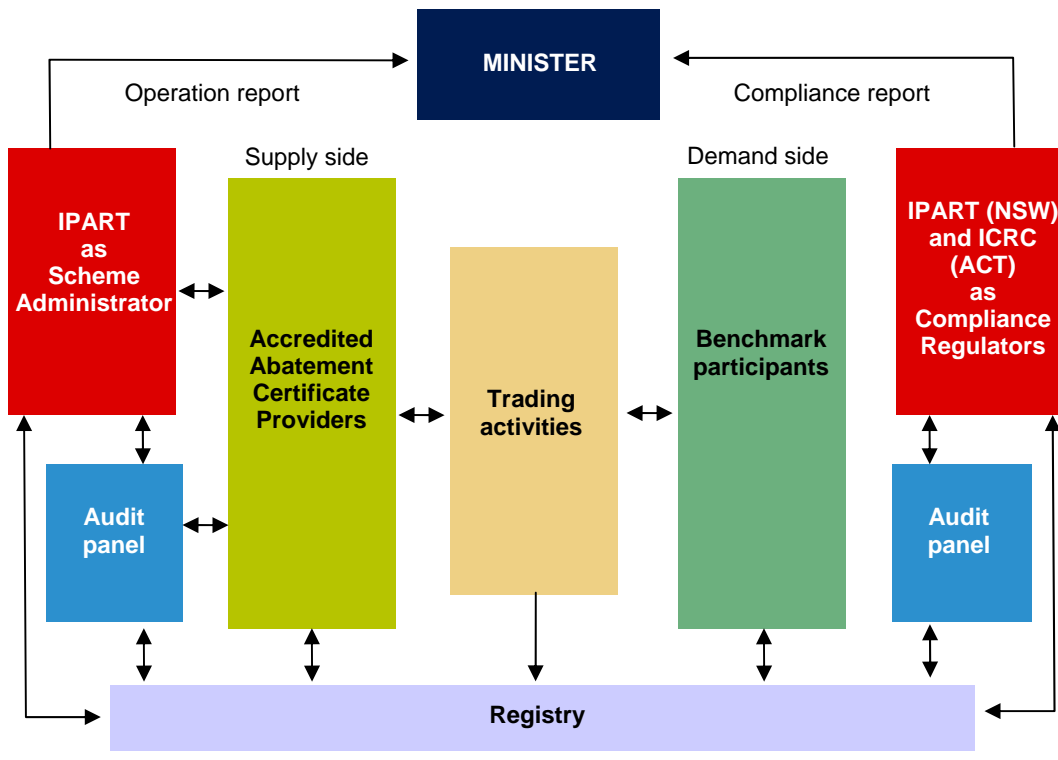 MINISTER
Operation report
Compliance report
Supply side
Demand side
IPART
as
Scheme
Administrator
IPART (NSW)
and ICRC
(ACT)
as
Compliance
Regulators
Accredited
Abatement
Certificate
Providers
Trading
activities
Benchmark
participants
Audit
panel
Audit
panel
Registry